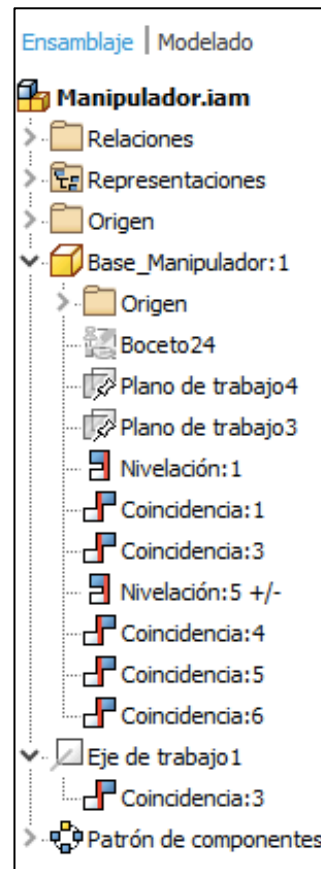 Ensamblaje | Modelado
Manipulador.iam
Relaciones
Representaciones
Origen
Base_Manipulador:1
Origen
Boceto24
Plano de trabajo4
Plano de trabajo3
Nivelación:1
Coincidencia:1
Coincidencia:3
Nivelación:5 +/-
Coincidencia:4
Coincidencia:5
Coincidencia:6
Eje de trabajo1
Coincidencia:3
Patrón de componentes